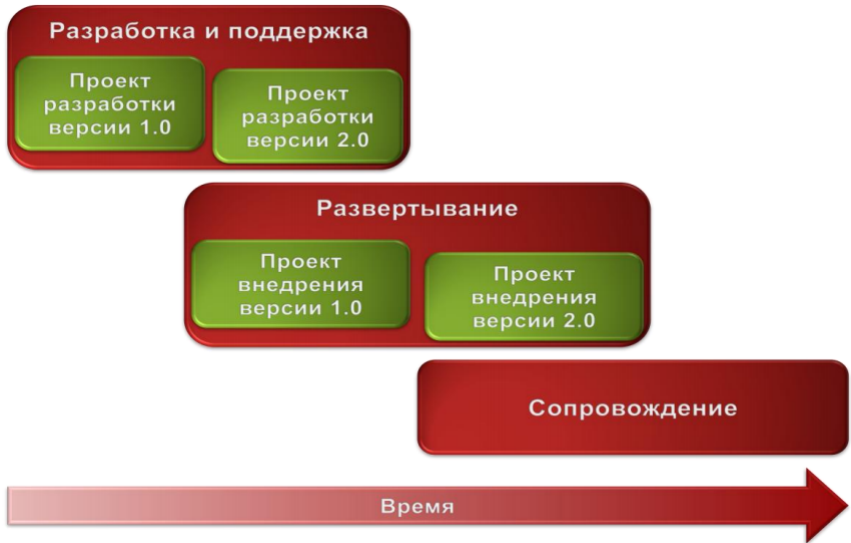 Разработка и поддержка
Проект
разработки
версии 1.0
Проект
разработки
версии 2.0
Развертывание
Проект
внедрения
версии 1.0
Проект
внедрения
версии 2.0
Сопровождение
Время